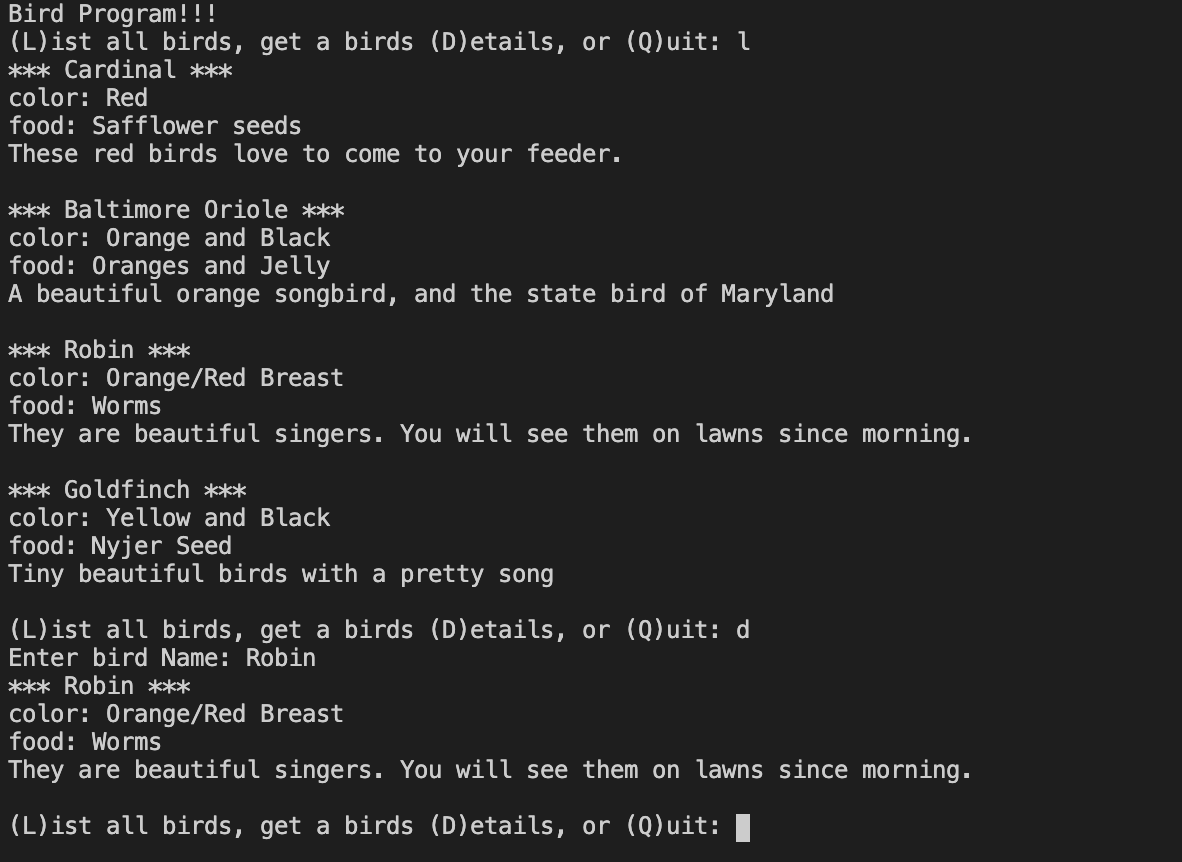 Bird Program!!!
(L)ist all birds, get a birds (D)etails, or (Q)uit: l
*** Cardinal ***
color: Red
food: Safflower seeds
These red birds love to come to your feeder.
*** Baltimore Oriole ***
color: Orange and Black
food: Oranges and Jelly
A beautiful orange songbird, and the state bird of Maryland
*** Robin ***
color: Orange/Red Breast
food: Worms
They are beautiful singers. You will see them on lawns since morning.
*** Goldfinch ***
color: Yellow and Black
food: Nyjer Seed
Tiny beautiful birds with a pretty song
(L)ist all birds, get a birds (D)etails, or (Q)uit: d
Enter bird Name: Robin
*** Robin ***
color: Orange/Red Breast
food: Worms
They are beautiful singers. You will see them on lawns since morning.
(L)ist all birds, get a birds (D)etails, or (Q)uit: